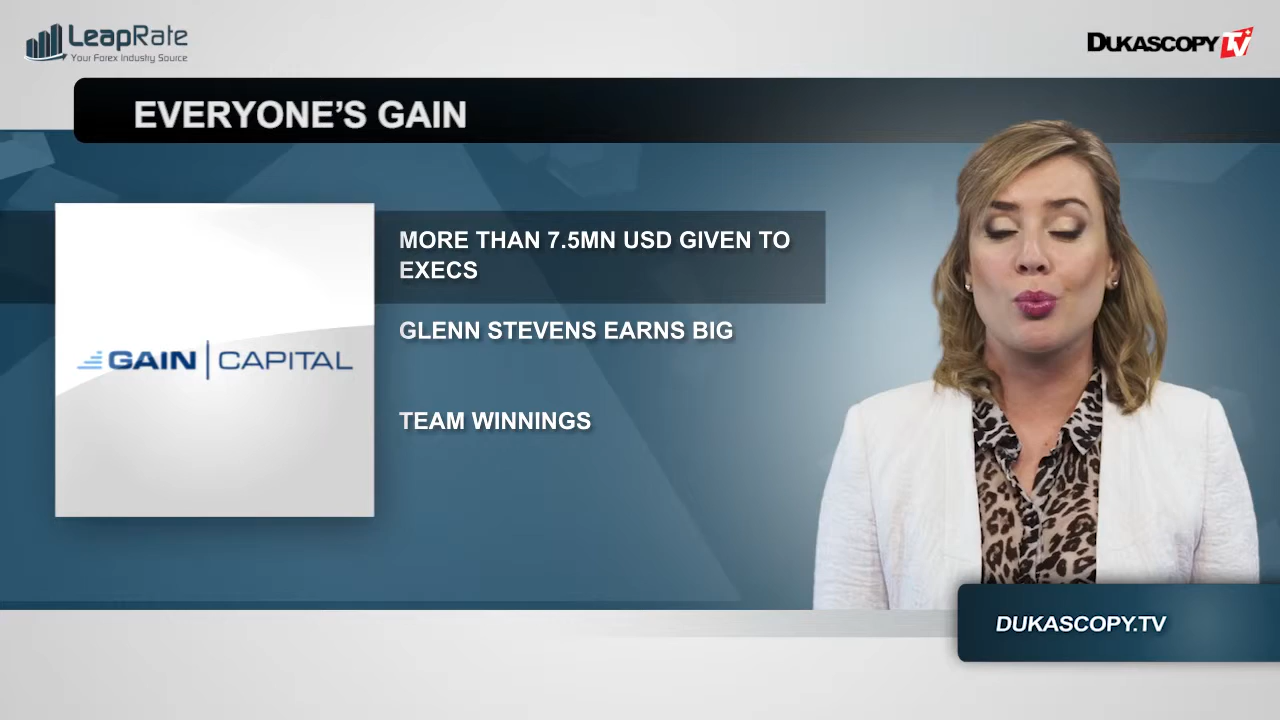 LeapRate
Your Forex Industry Source
DUKASCOPY TV
EVERYONE'S GAIN
MORE THAN 7.5MN USD GIVEN TO
EXECS
GLENN STEVENS EARNS BIG
TEAM WINNINGS
GAIN CAPITAL
DUKASCOPY.TV